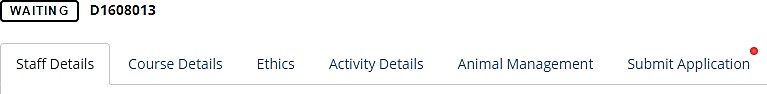 WAITING D1608013
Staff Details Course Details Ethics Activity Details Animal Management Submit Application